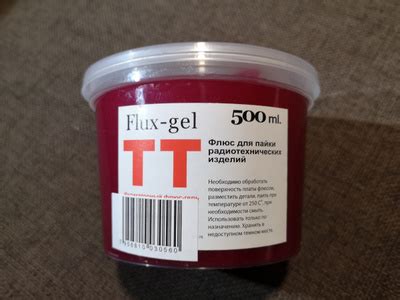 Flux-gel
500 ml.
TT
Флюс для пайки
радиотехнических
изделий
Необходимо обработать
поверхность платы флюсом,
разместить детали, паять при
температуре от 250 С°, при
необходимости смыть.
Использовать только по
назначению. Хранить в
недоступном темном месте.